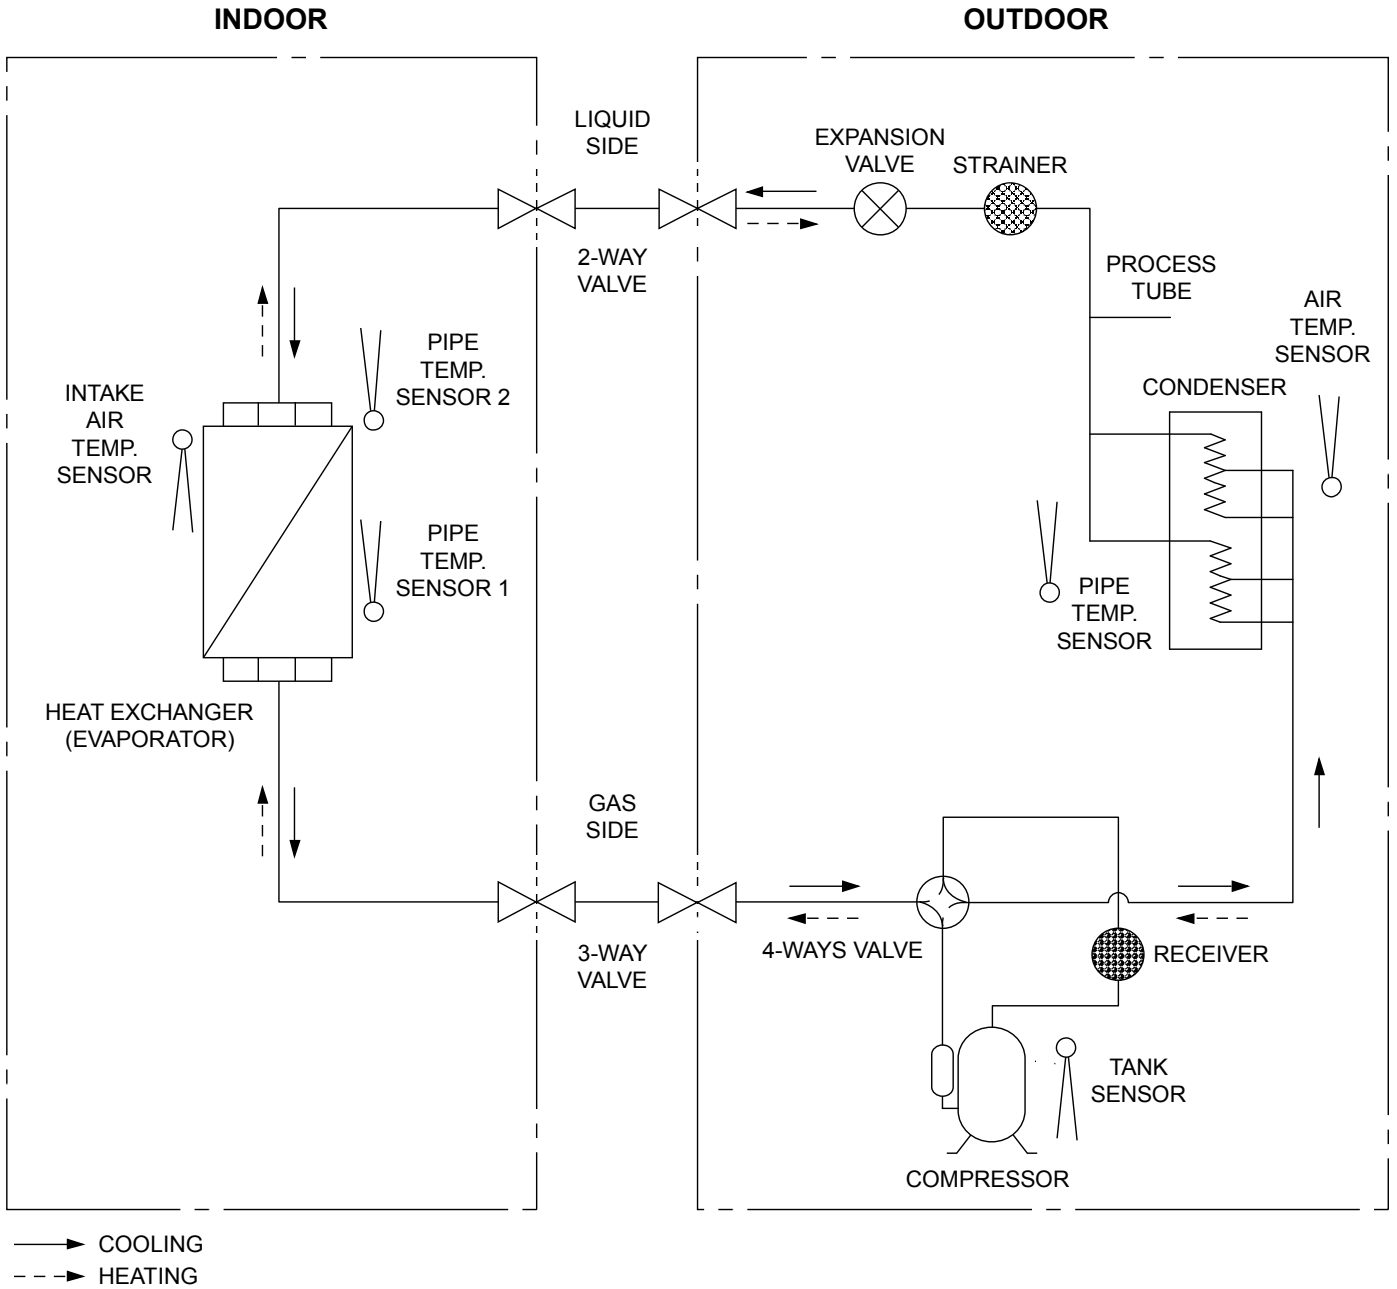 INDOOR
OUTDOOR
LIQUID
SIDE
EXPANSION
VALVE
STRAINER
2-WAY
VALVE
PROCESS
TUBE
AIR
TEMP.
SENSOR
PIPE
TEMP.
SENSOR 2
INTAKE
AIR
TEMP.
SENSOR
CONDENSER
PIPE
TEMP.
SENSOR 1
PIPE
TEMP.
SENSOR
HEAT EXCHANGER
(EVAPORATOR)
GAS
SIDE
3-WAY
VALVE
4-WAYS VALVE
RECEIVER
TANK
SENSOR
COMPRESSOR
COOLING
HEATING